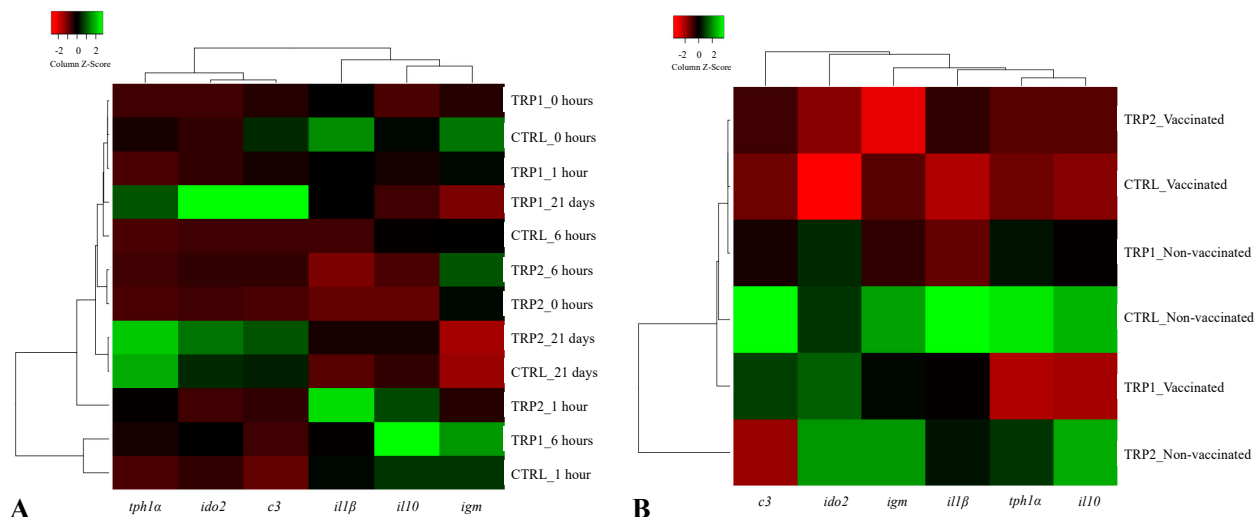 -2 0 2
Column Z-Score
TRP1_0 hours
CTRL_0 hours
TRP1_1 hour
TRP1_21 days
CTRL_6 hours
TRP2_6 hours
TRP2_0 hours
TRP2_21 days
CTRL_21 days
TRP2_1 hour
TRP1_6 hours
CTRL_1 hour
tph1α ido2 c3 il1β il10 igm
A
-2 0 2
Column Z-Score
TRP2_Vaccinated
CTRL_Vaccinated
TRP1_Non-vaccinated
CTRL_Non-vaccinated
TRP1_Vaccinated
TRP2_Non-vaccinated
c3 ido2 igm il1β tph1α il10
B